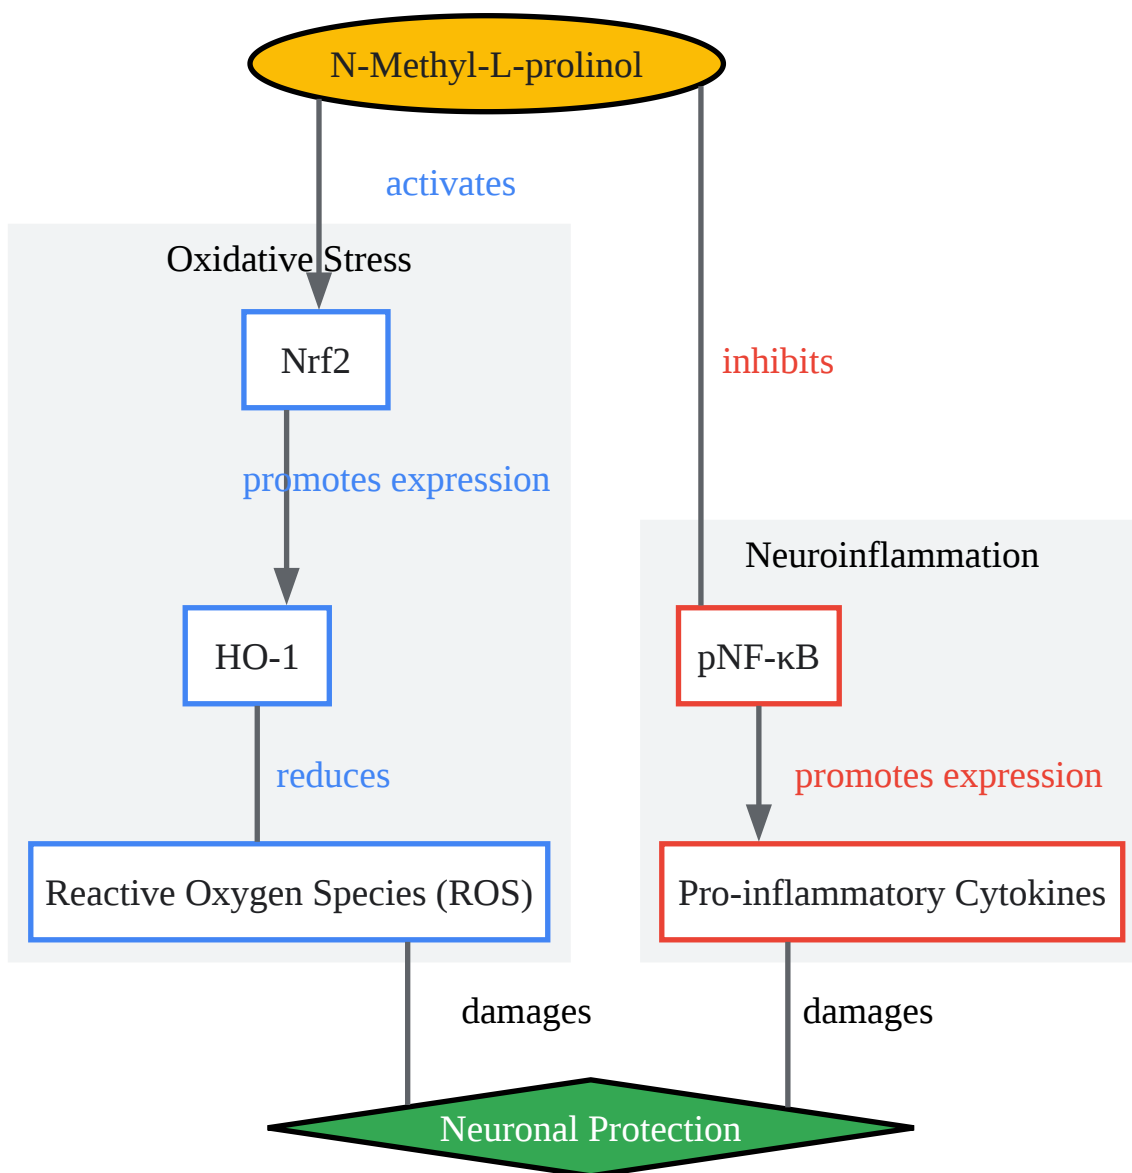 N-Methyl-L-prolinol
activates
Oxidative Stress
Nrf2
inhibits
promotes expression
Neuroinflammation
HO-1
pNF-κB
reduces
promotes expression
Reactive Oxygen Species (ROS)
Pro-inflammatory Cytokines
damages
damages
Neuronal Protection